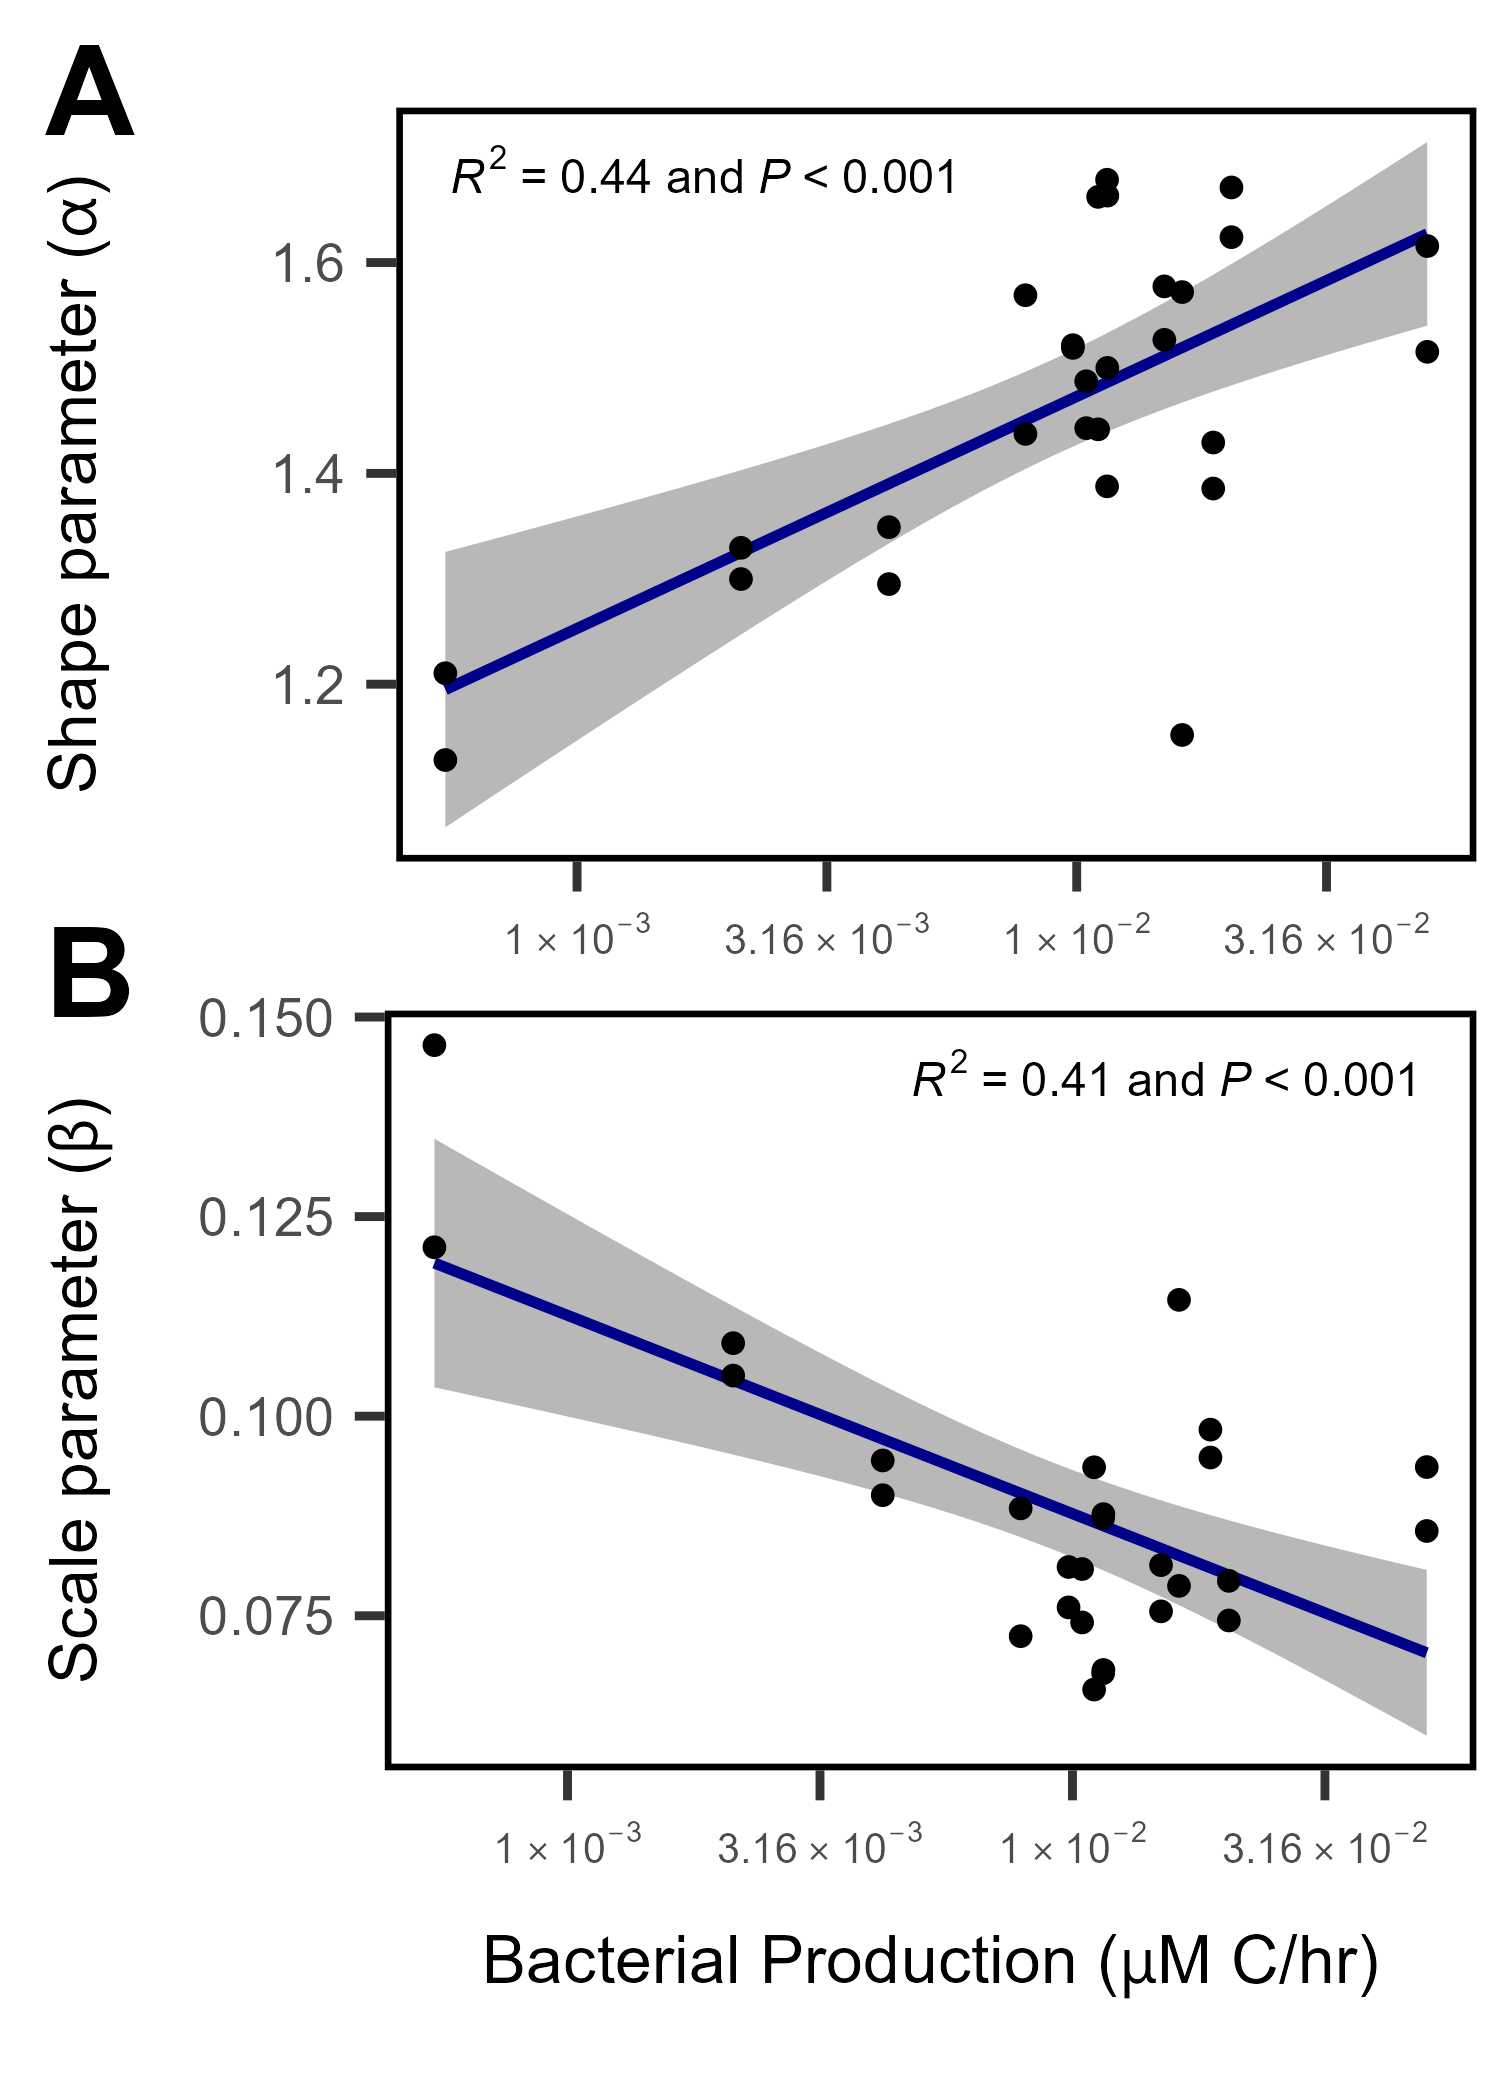 A
Shape parameter (α)
R² = 0.44 and P < 0.001
1.6
1.4
1.2
1 × 10⁻³ 3.16 × 10⁻³ 1 × 10⁻² 3.16 × 10⁻²
B
Scale parameter (β)
R² = 0.41 and P < 0.001
0.150
0.125
0.100
0.075
1 × 10⁻³ 3.16 × 10⁻³ 1 × 10⁻² 3.16 × 10⁻²
Bacterial Production (μM C/hr)